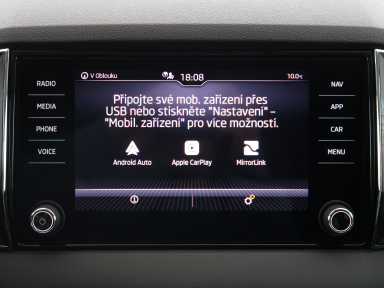 V Oblouku 18:08 10.0°C
RADIO
MEDIA
PHONE
VOICE
Připojte své mob. zařízení přes
USB nebo stiskněte "Nastavení" –
"Mobil. zařízení" pro více možností.
Android Auto Apple CarPlay MirrorLink
NAV
APP
CAR
MENU